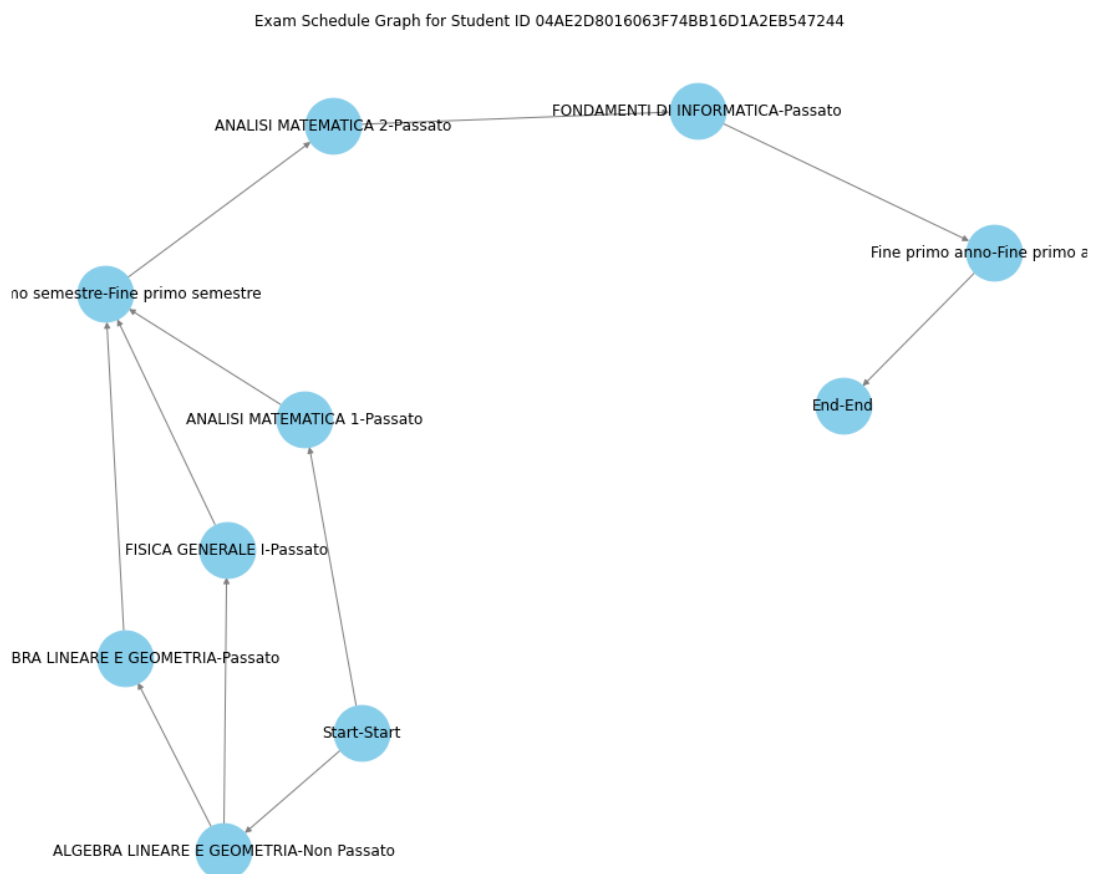 Exam Schedule Graph for Student ID 04AE2D8016063F74BB16D1A2EB547244
FONDAMENTI DI INFORMATICA-Passato
ANALISI MATEMATICA 2-Passato
Fine primo anno-Fine primo a
mo semestre-Fine primo semestre
End-End
ANALISI MATEMATICA 1-Passato
FISICA GENERALE I-Passato
BRA LINEARE E GEOMETRIA-Passato
Start-Start
ALGEBRA LINEARE E GEOMETRIA-Non Passato